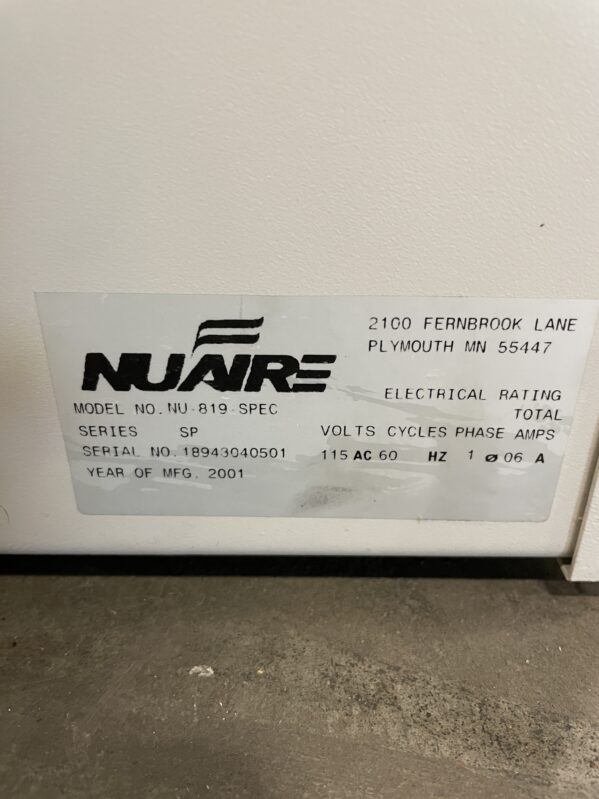 NUAIRE
2100 FERNBROOK LANE
PLYMOUTH MN 55447
MODEL NO. NU-819-SPEC
SERIES SP
SERIAL NO. 18943040501
YEAR OF MFG. 2001
ELECTRICAL RATING
TOTAL
VOLTS CYCLES PHASE AMPS
115 AC 60 HZ 1 ø 06 A